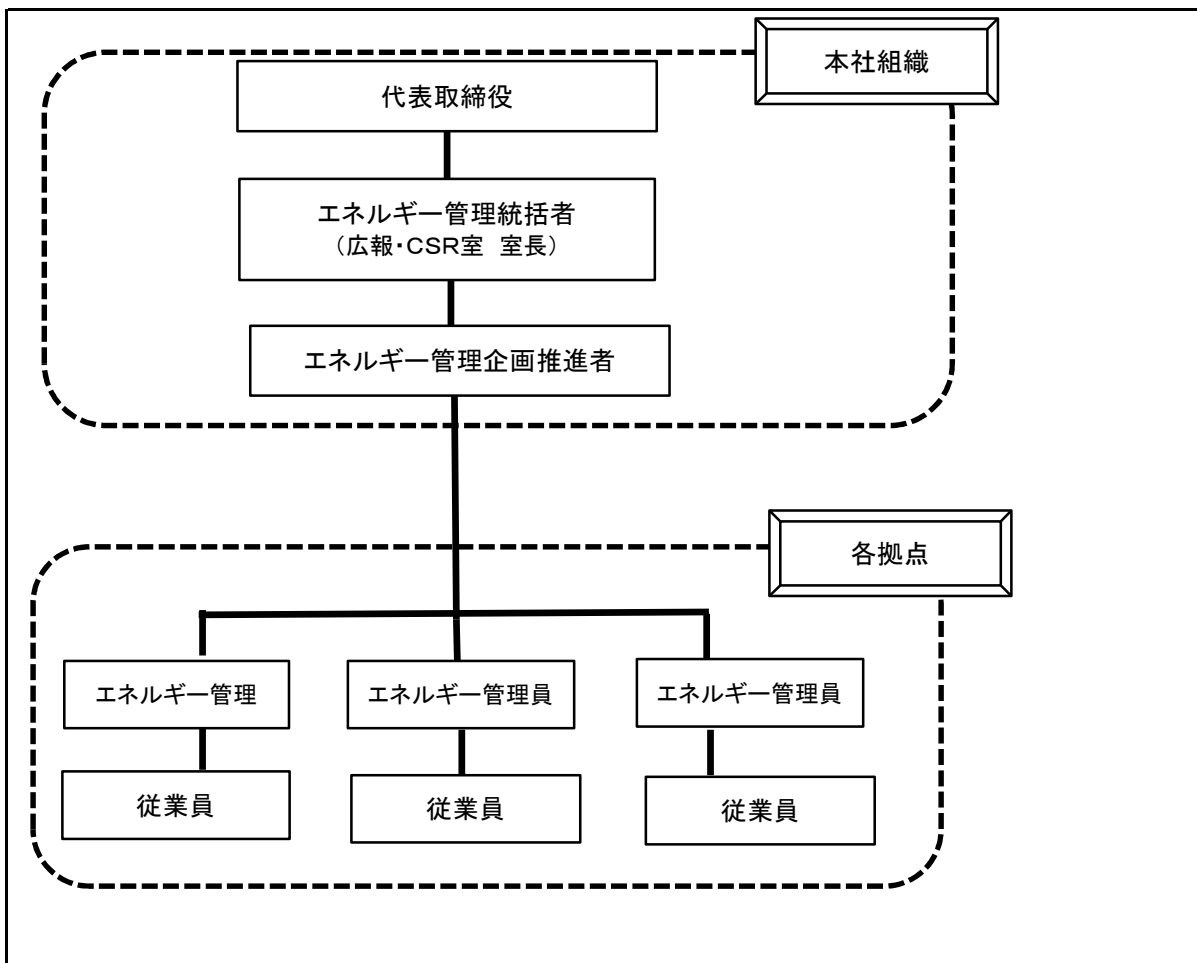 本社組織
代表取締役
エネルギー管理統括者
（広報・CSR室　室長）
エネルギー管理企画推進者
各拠点
エネルギー管理
エネルギー管理員
エネルギー管理員
従業員
従業員
従業員